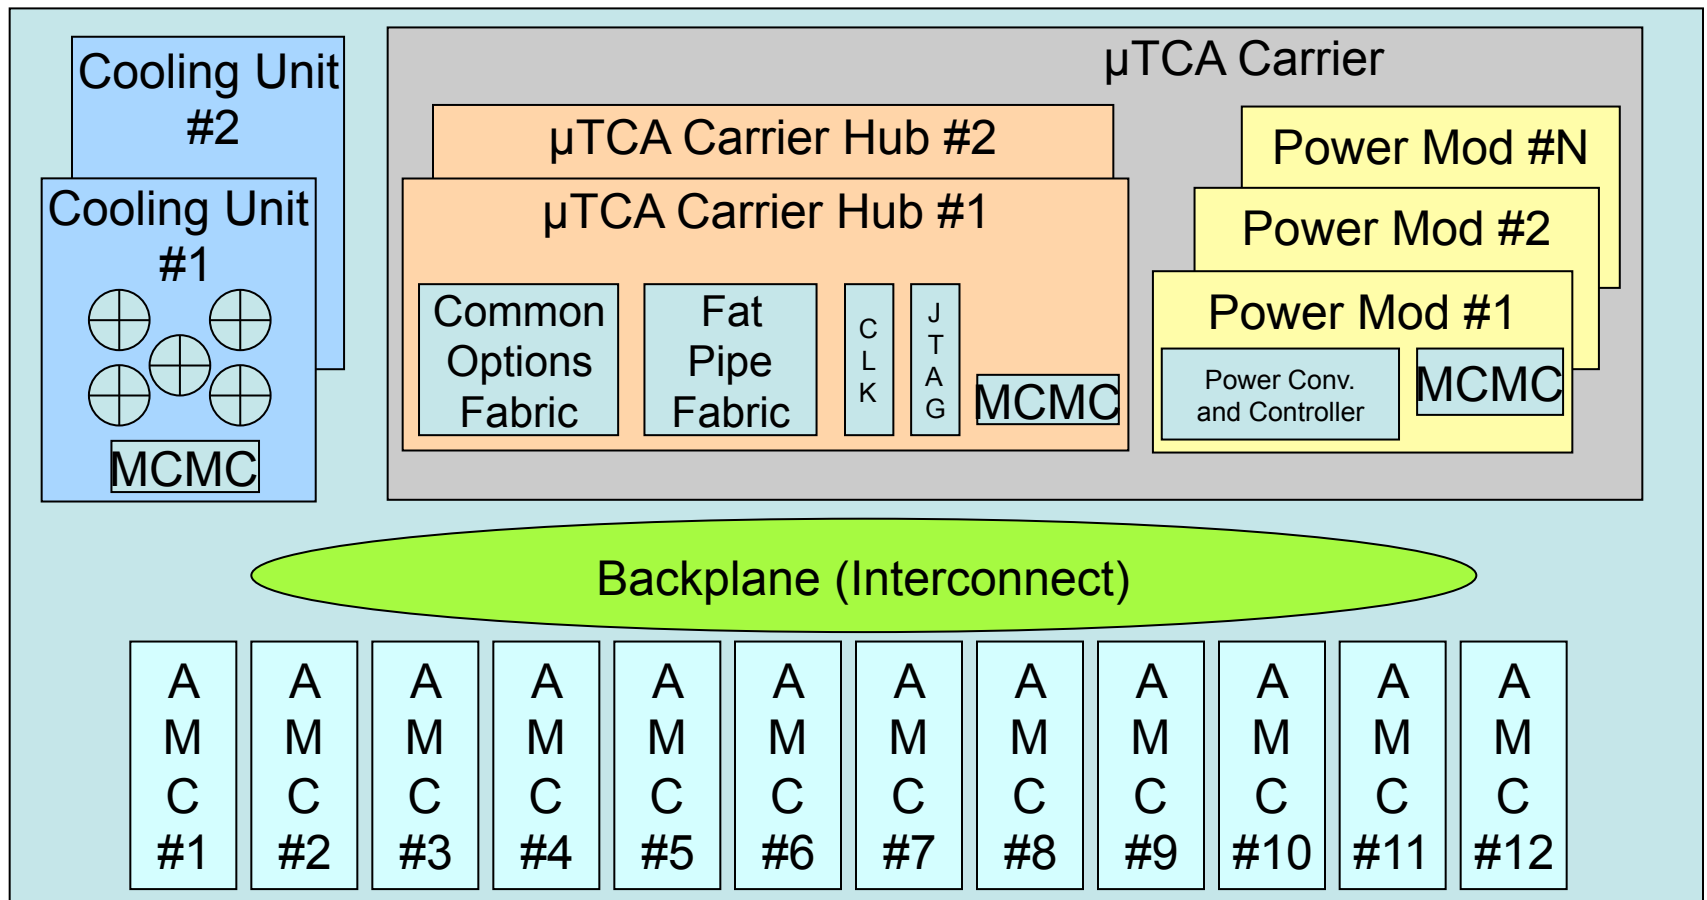 Cooling Unit
#2
Cooling Unit
#1
MCMC
µTCA Carrier
µTCA Carrier Hub #2
µTCA Carrier Hub #1
Common
Options
Fabric
Fat
Pipe
Fabric
C
L
K
J
T
A
G
MCMC
Power Mod #N
Power Mod #2
Power Mod #1
Power Conv.
and Controller
MCMC
Backplane (Interconnect)
A
M
C
#1
A
M
C
#2
A
M
C
#3
A
M
C
#4
A
M
C
#5
A
M
C
#6
A
M
C
#7
A
M
C
#8
A
M
C
#9
A
M
C
#10
A
M
C
#11
A
M
C
#12